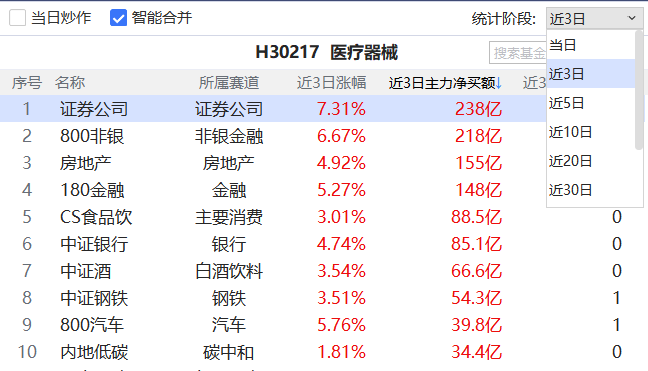 当日炒作 智能合并 统计阶段: 近3日
H30217 医疗器械 搜索基金
当日
近3日
近5日
近10日
近20日
近30日
序号 名称 所属赛道 近3日涨幅 近3日主力净买额↓ 近3
1 证券公司 证券公司 7.31% 238亿
2 800非银 非银金融 6.67% 218亿
3 房地产 房地产 4.92% 155亿
4 180金融 金融 5.27% 148亿
5 CS食品饮 主要消费 3.01% 88.5亿 0
6 中证银行 银行 4.74% 85.1亿 0
7 中证酒 白酒饮料 3.54% 66.6亿 0
8 中证钢铁 钢铁 3.51% 54.3亿 1
9 800汽车 汽车 5.76% 39.8亿 1
10 内地低碳 碳中和 1.81% 34.4亿 0